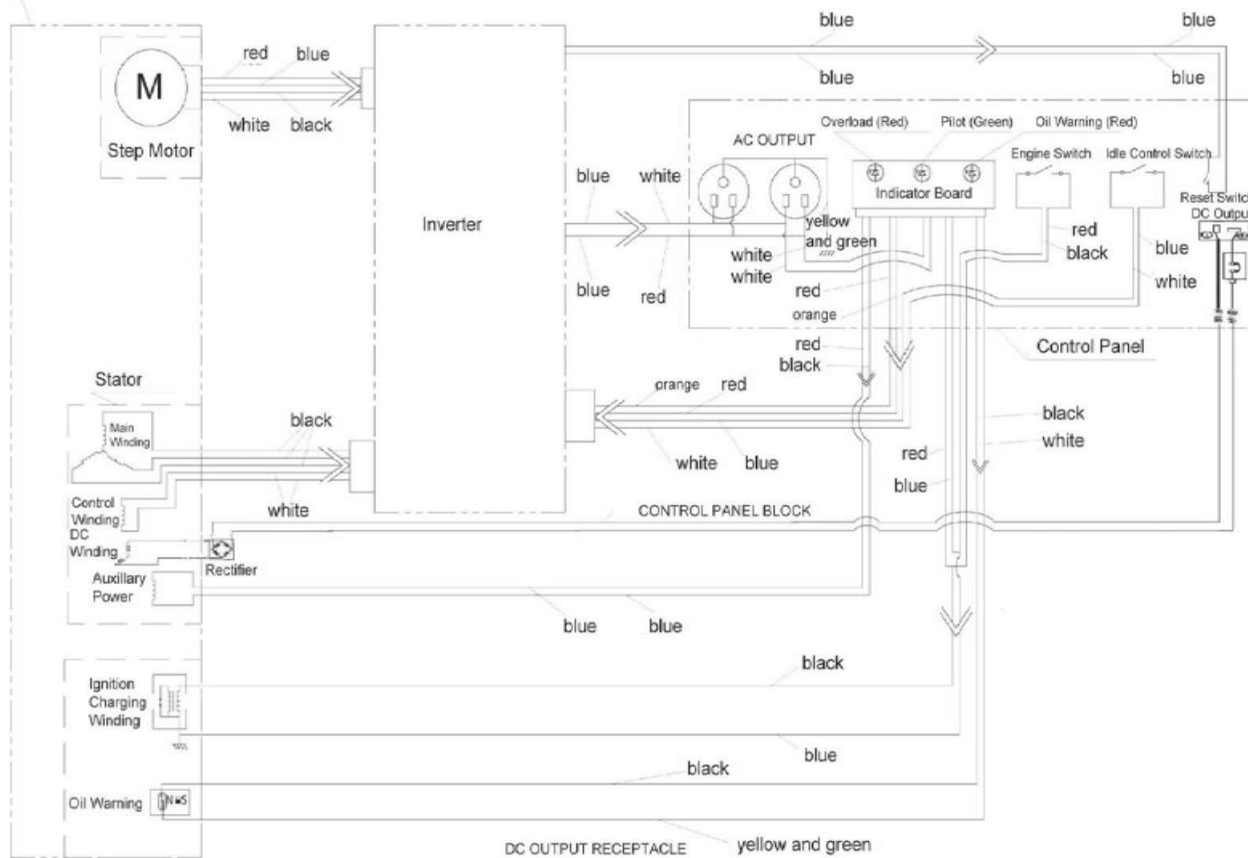 blue
blue
red
blue
blue
blue
M
white
black
Step Motor
Overload (Red)
Pilot (Green)
Oil Warning (Red)
AC OUTPUT
Engine Switch
Idle Control Switch
blue
white
Indicator Board
Reset Switch
DC Output
Inverter
yellow
and green
red
white
black
blue
white
white
blue
red
red
orange
red
black
Control Panel
Stator
orange
red
black
Main
Winding
black
white
red
white
blue
blue
Control
Winding
white
CONTROL PANEL BLOCK
DC
Winding
Rectifier
Auxillary
Power
blue
blue
black
Ignition
Charging
Winding
blue
black
Oil Warning
N S
DC OUTPUT RECEPTACLE
yellow and green